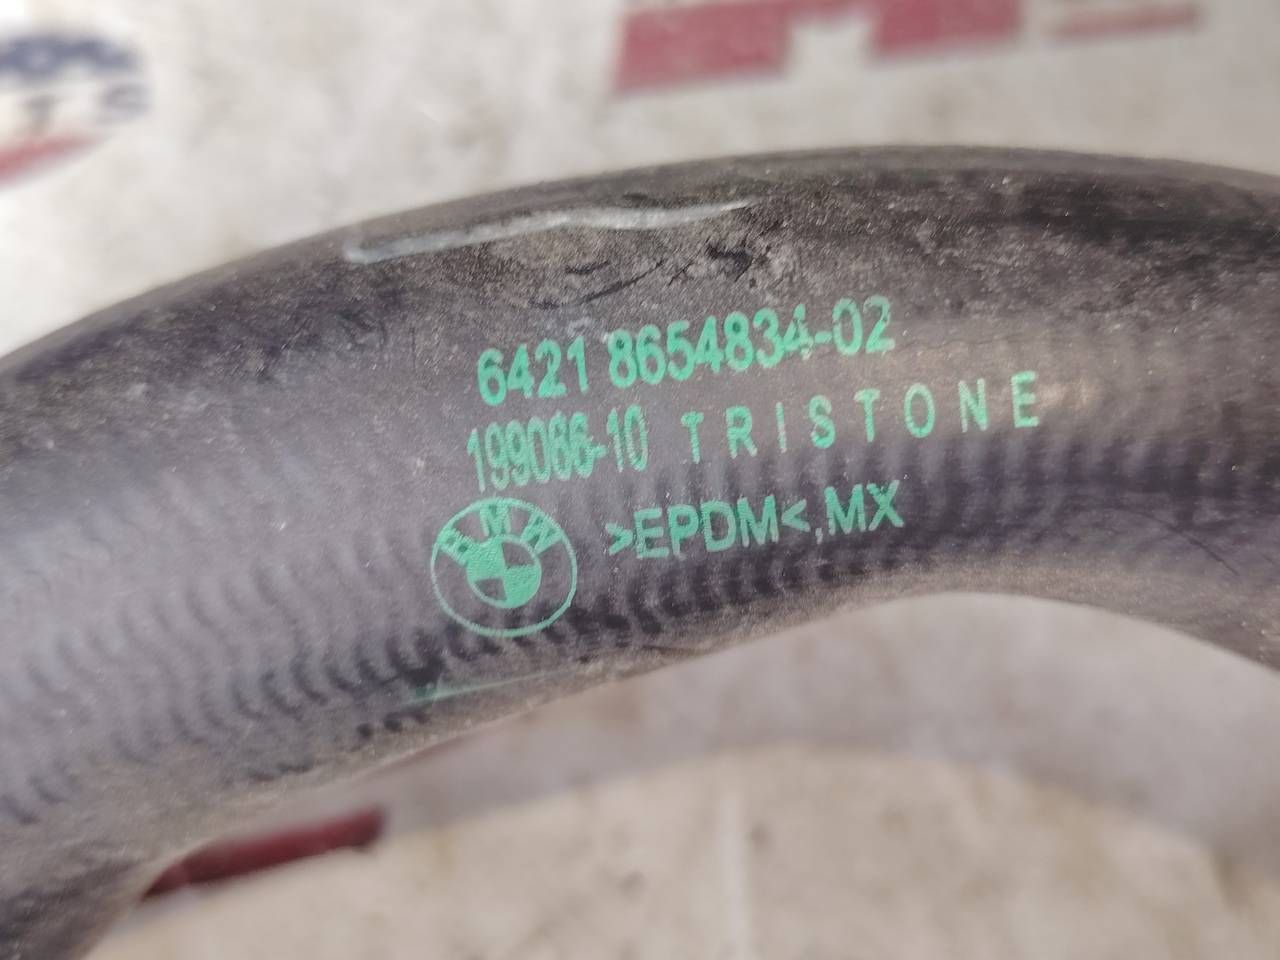 6421 8654834-02
199066-10 TRISTONE
BMW
>EPDM<,MX